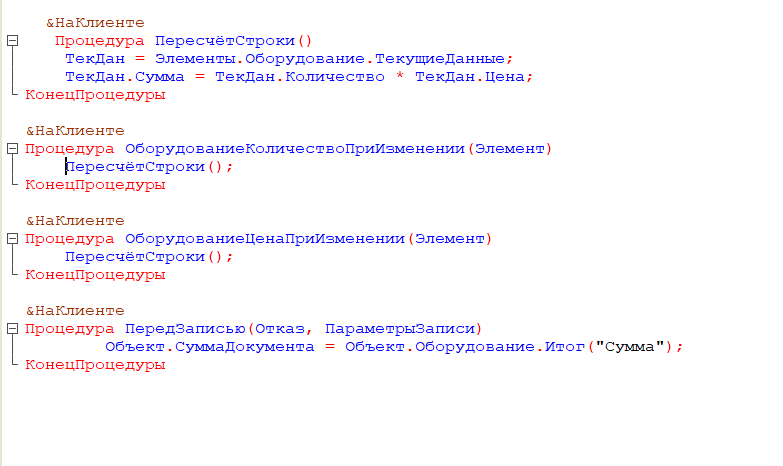 &НаКлиенте
Процедура ПересчётСтроки()
ТекДан = Элементы.Оборудование.ТекущиеДанные;
ТекДан.Сумма = ТекДан.Количество * ТекДан.Цена;
КонецПроцедуры
&НаКлиенте
Процедура ОборудованиеКоличествоПриИзменении(Элемент)
ПересчётСтроки();
КонецПроцедуры
&НаКлиенте
Процедура ОборудованиеЦенаПриИзменении(Элемент)
ПересчётСтроки();
КонецПроцедуры
&НаКлиенте
Процедура ПередЗаписью(Отказ, ПараметрыЗаписи)
Объект.СуммаДокумента = Объект.Оборудование.Итог("Сумма");
КонецПроцедуры